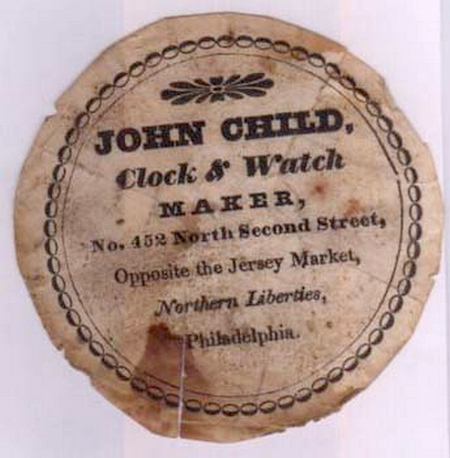 JOHN CHILD,
Clock & Watch
MAKER,
No. 452 North Second Street,
Opposite the Jersey Market,
Northern Liberties,
Philadelphia.